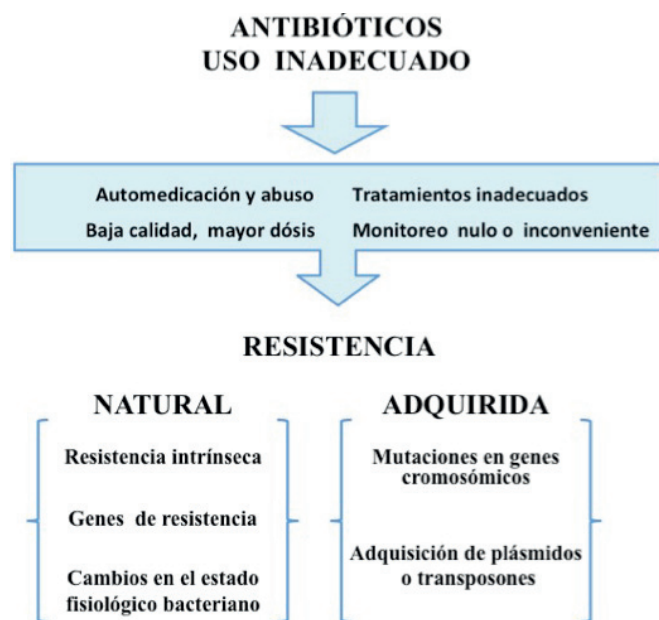 ANTIBIÓTICOS
USO INADECUADO
Automedicación y abuso
Baja calidad, mayor dósis
Tratamientos inadecuados
Monitoreo nulo o inconveniente
RESISTENCIA
NATURAL
Resistencia intrínseca
Genes de resistencia
Cambios en el estado
fisiológico bacteriano
ADQUIRIDA
Mutaciones en genes
cromosómicos
Adquisición de plásmidos
o transposones